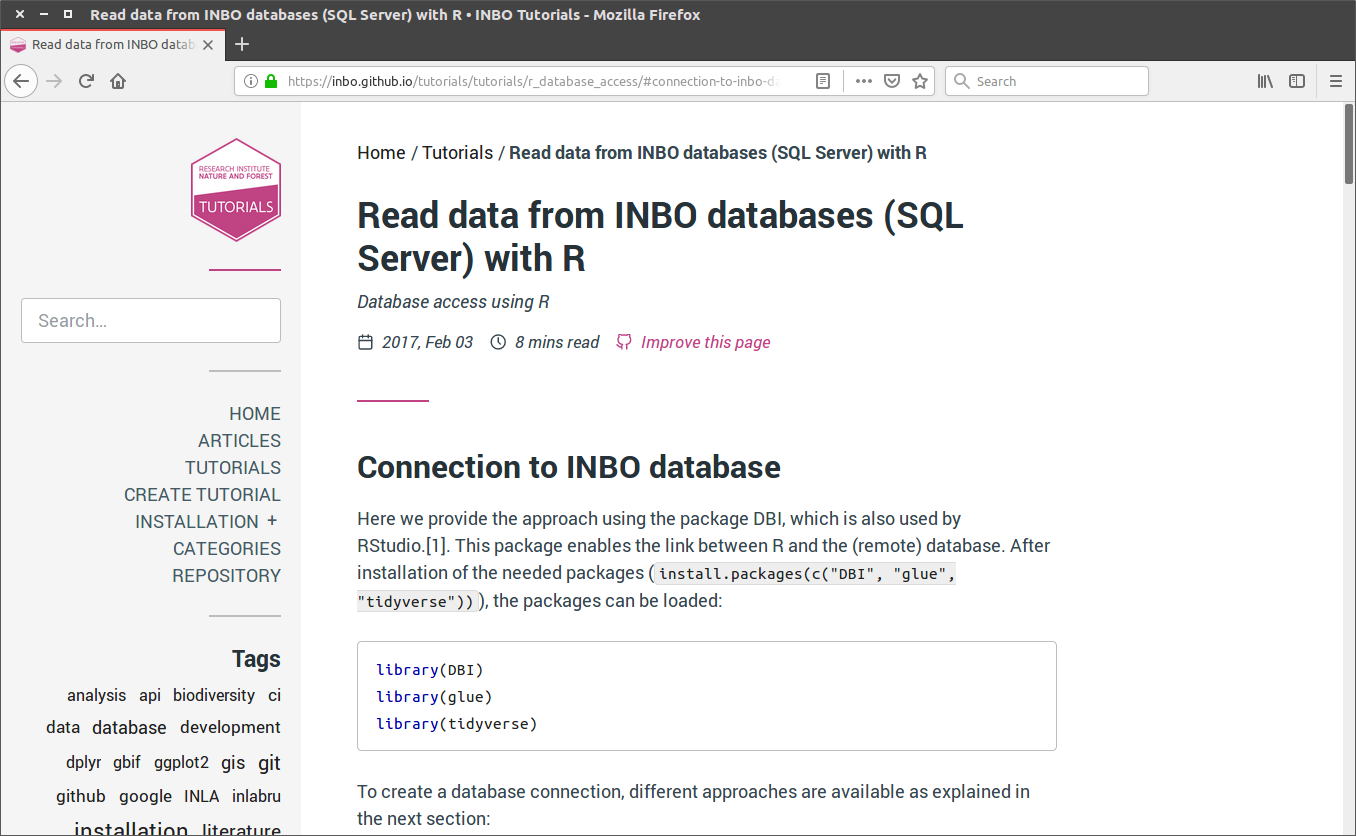 Read data from INBO databases (SQL Server) with R • INBO Tutorials - Mozilla Firefox
Read data from INBO datab
https://inbo.github.io/tutorials/tutorials/r_database_access/#connection-to-inbo-da
Search
RESEARCH INSTITUTE
NATURE AND FOREST
TUTORIALS
Search...
HOME
ARTICLES
TUTORIALS
CREATE TUTORIAL
INSTALLATION +
CATEGORIES
REPOSITORY
Tags
analysis api biodiversity ci
data database development
dplyr gbif ggplot2 gis git
github google INLA inlabru
installation literature
Home / Tutorials / Read data from INBO databases (SQL Server) with R
Read data from INBO databases (SQL
Server) with R
Database access using R
2017, Feb 03 8 mins read Improve this page
Connection to INBO database
Here we provide the approach using the package DBI, which is also used by
RStudio.[1]. This package enables the link between R and the (remote) database. After
installation of the needed packages (install.packages(c("DBI", "glue",
"tidyverse"))), the packages can be loaded:
library(DBI)
library(glue)
library(tidyverse)
To create a database connection, different approaches are available as explained in
the next section: